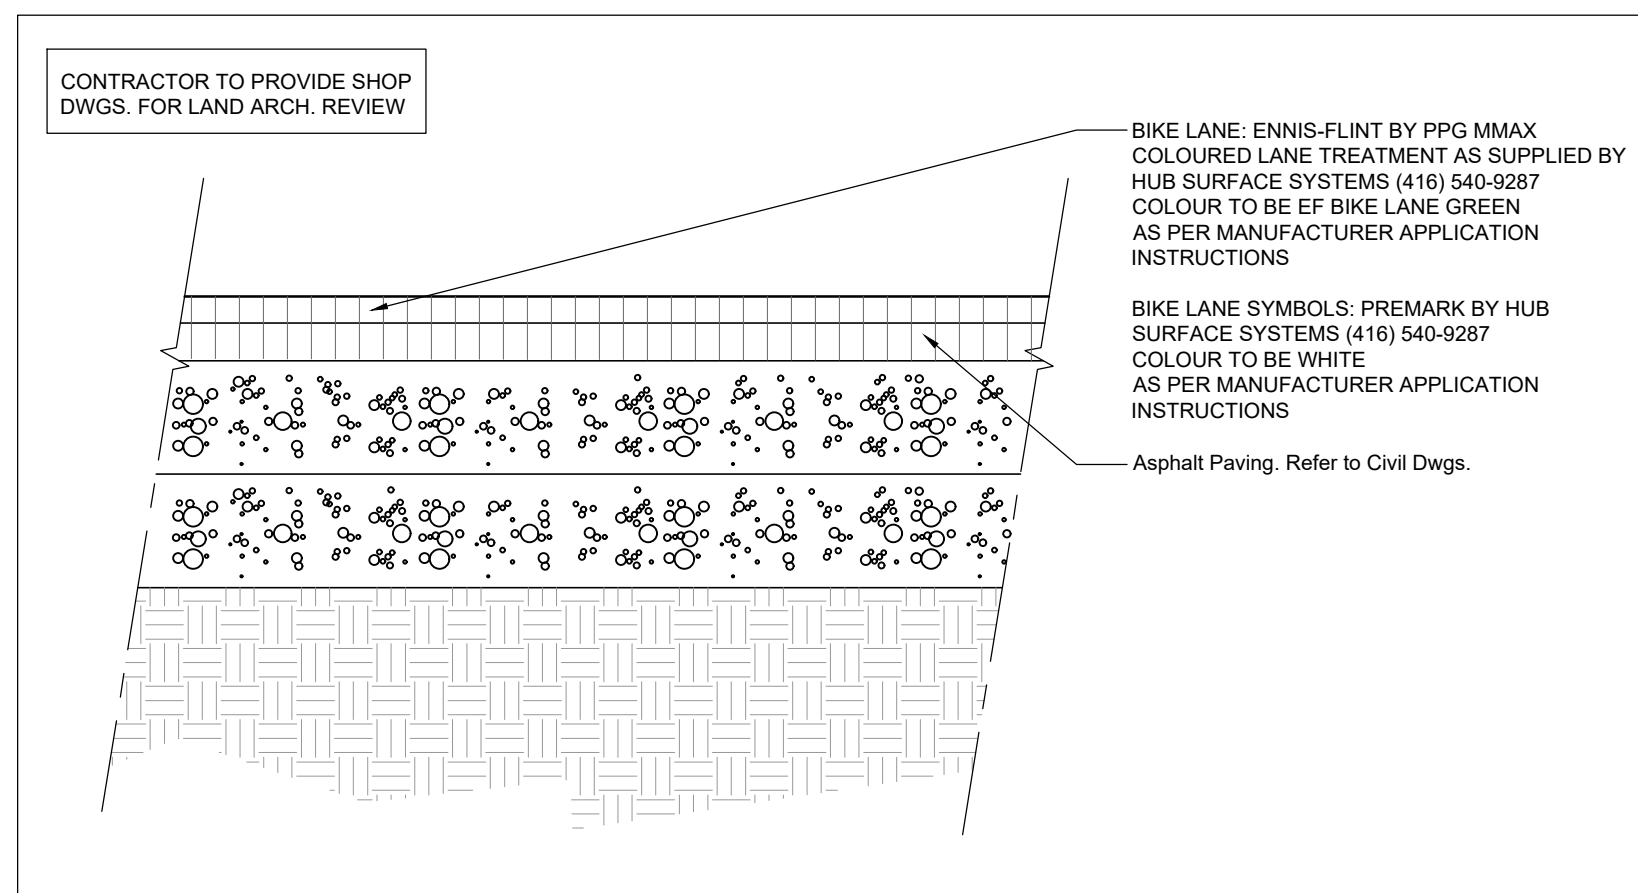 CONTRACTOR TO PROVIDE SHOP
DWGS. FOR LAND ARCH. REVIEW
BIKE LANE: ENNIS-FLINT BY PPG MMAX
COLOURED LANE TREATMENT AS SUPPLIED BY
HUB SURFACE SYSTEMS (416) 540-9287
COLOUR TO BE EF BIKE LANE GREEN
AS PER MANUFACTURER APPLICATION
INSTRUCTIONS
BIKE LANE SYMBOLS: PREMARK BY HUB
SURFACE SYSTEMS (416) 540-9287
COLOUR TO BE WHITE
AS PER MANUFACTURER APPLICATION
INSTRUCTIONS
Asphalt Paving. Refer to Civil Dwgs.